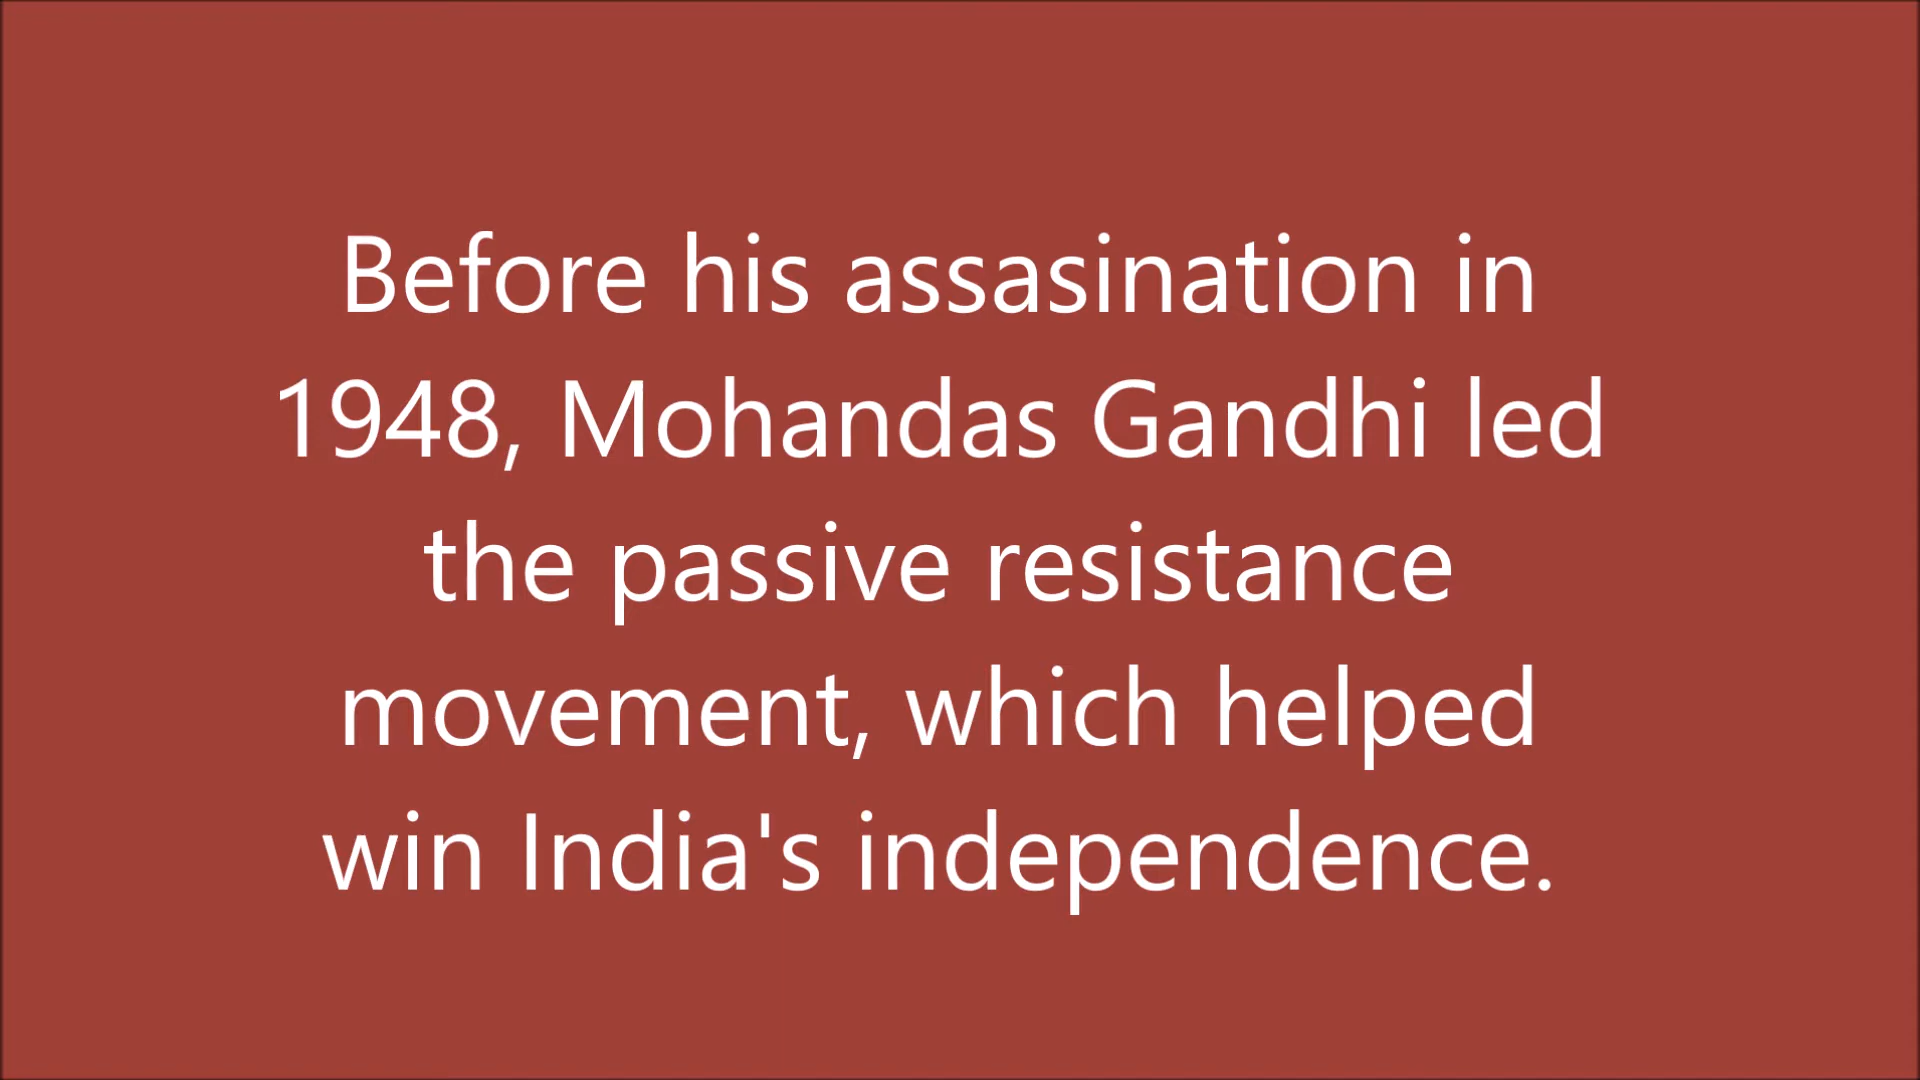 Before his assasination in
1948, Mohandas Gandhi led
the passive resistance
movement, which helped
win India's independence.